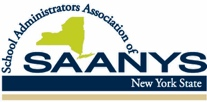 School Administrators Association of
SAANYS
New York State